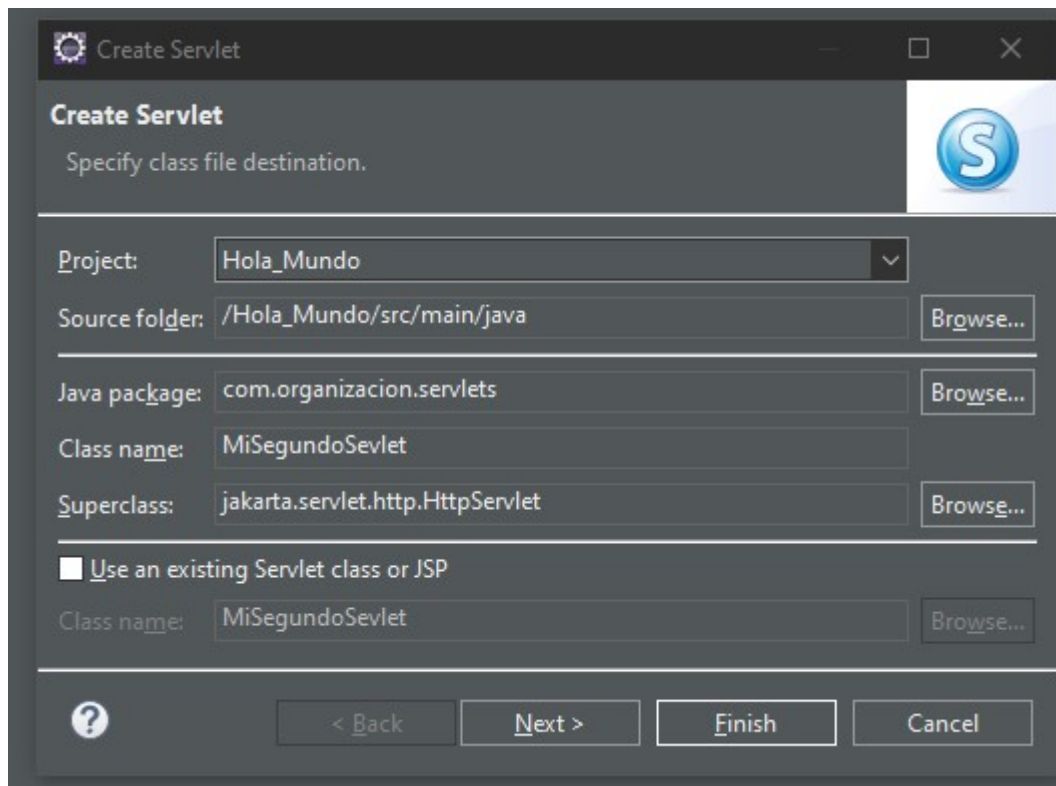 Create Servlet
Create Servlet
Specify class file destination.
Project: Hola_Mundo
Source folder: /Hola_Mundo/src/main/java Browse...
Java package: com.organizacion.servlets Browse...
Class name: MiSegundoSevlet
Superclass: jakarta.servlet.http.HttpServlet Browse...
Use an existing Servlet class or JSP
Class name: MiSegundoSevlet Browse...
? < Back Next > Finish Cancel